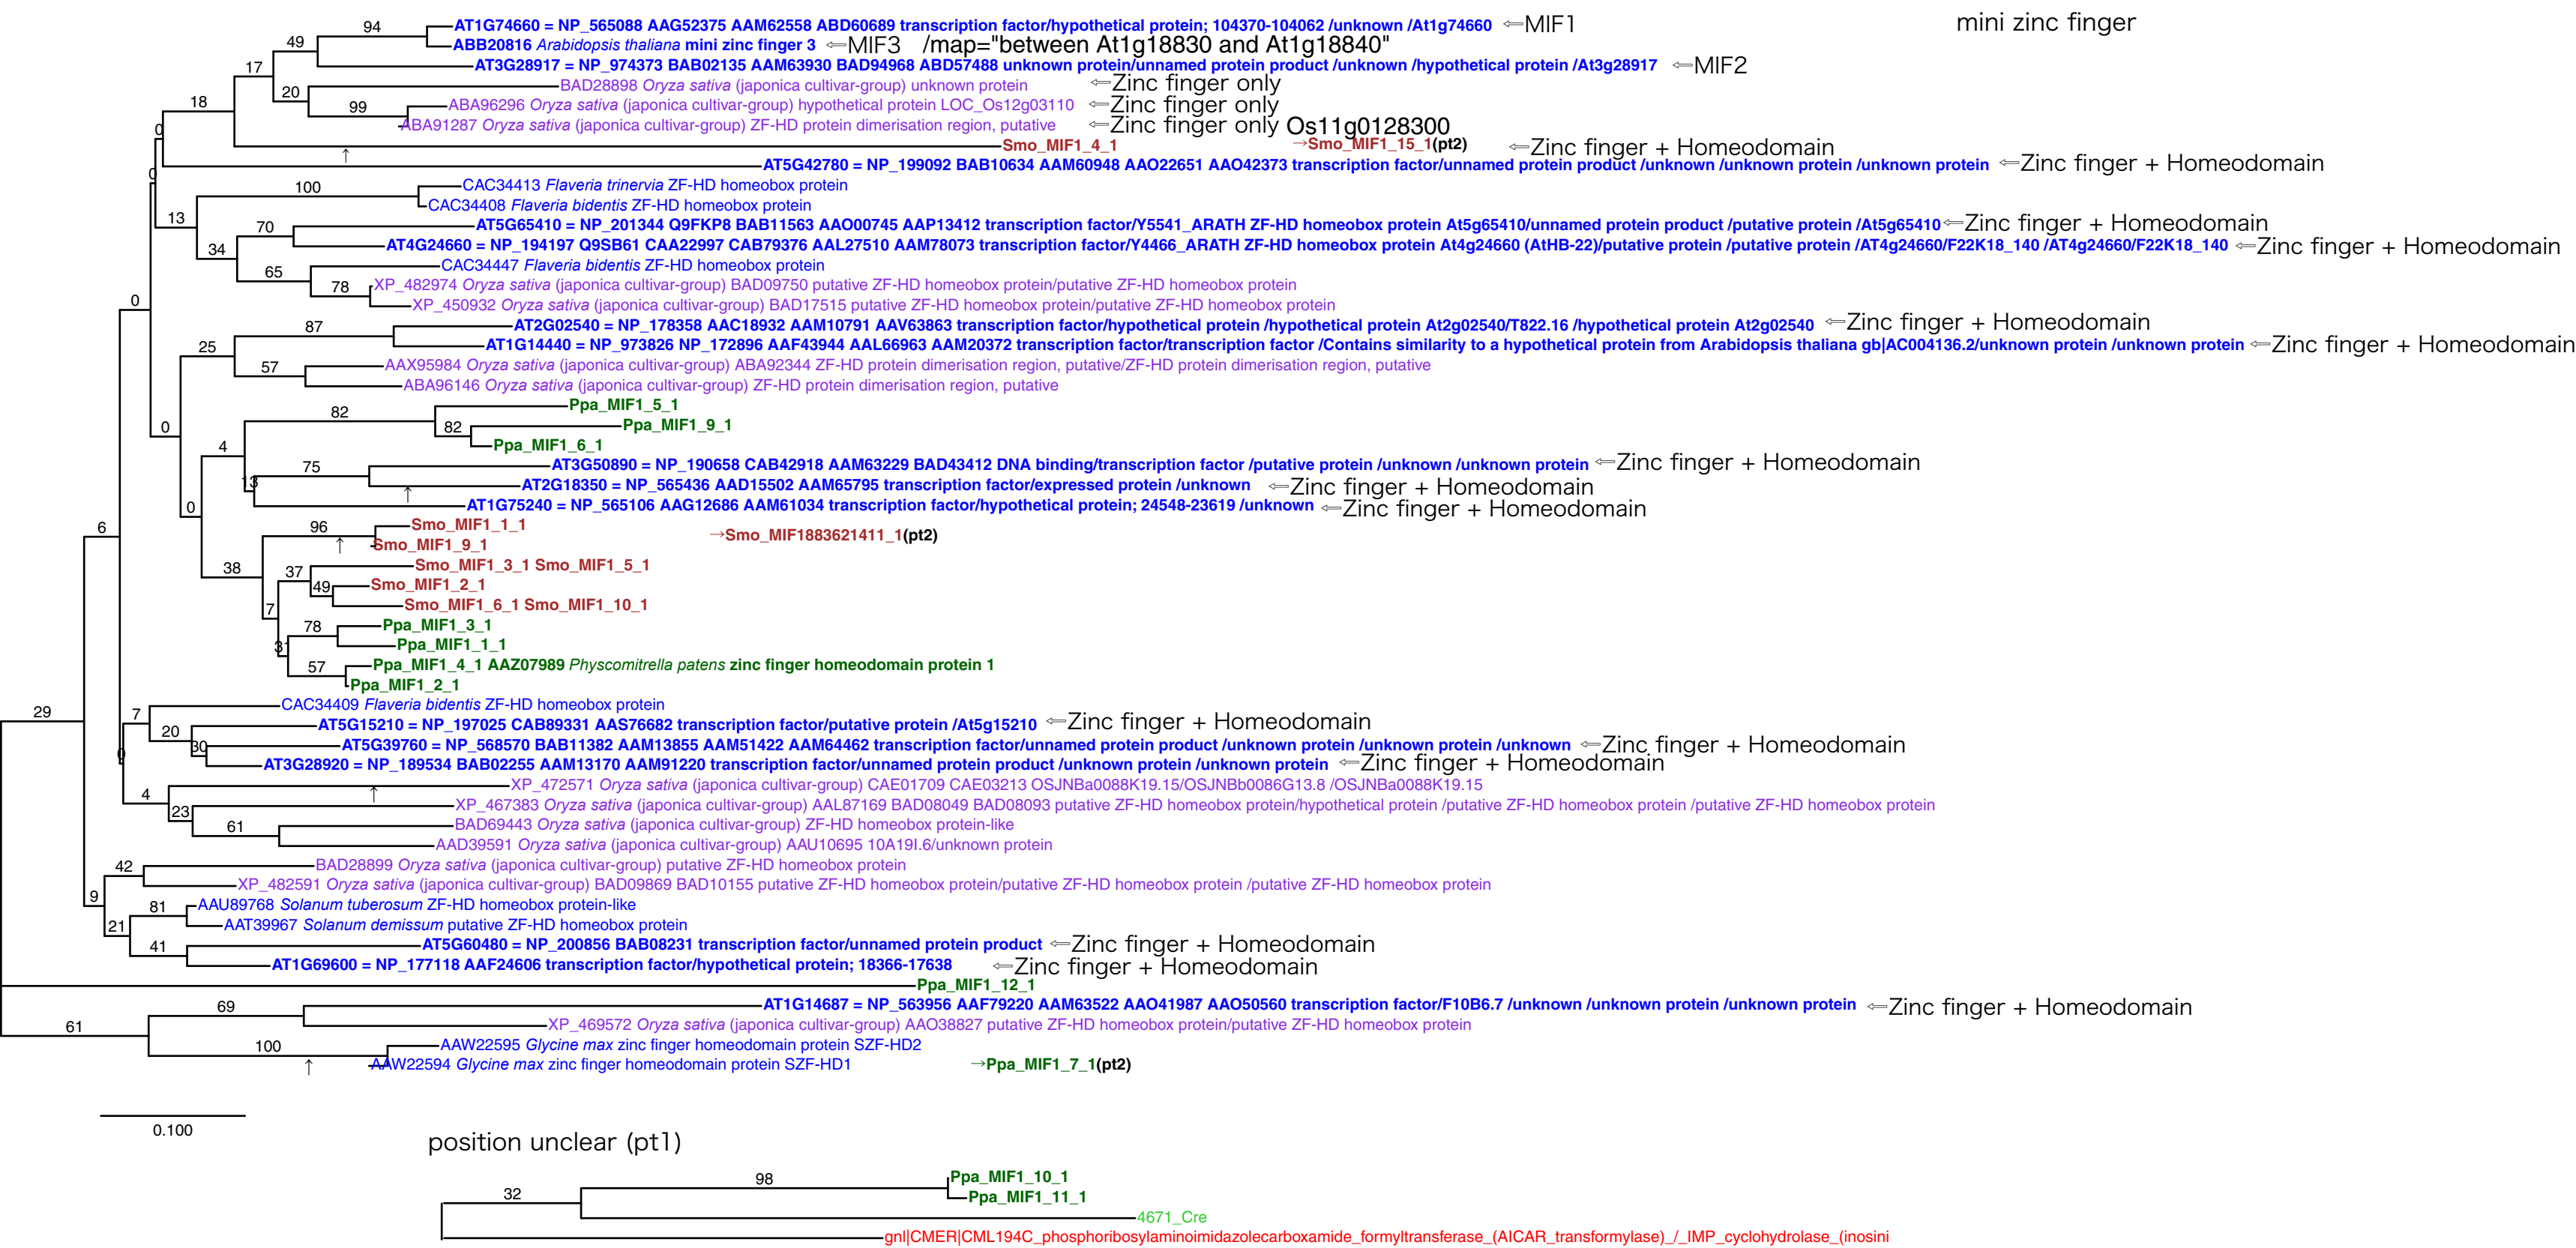 mini zinc finger
94
AT1G74660 = NP_565088 AAG52375 AAM62558 ABD60689 transcription factor/hypothetical protein; 104370-104062 /unknown /At1g74660 ⇐MIF1
49
ABB20816 Arabidopsis thaliana mini zinc finger 3 ⇐MIF3 /map="between At1g18830 and At1g18840"
17
AT3G28917 = NP_974373 BAB02135 AAM63930 BAD94968 ABD57488 unknown protein/unnamed protein product /unknown /hypothetical protein /At3g28917 ⇐MIF2
BAD28898 Oryza sativa (japonica cultivar-group) unknown protein ⇐Zinc finger only
20
18
99
ABA96296 Oryza sativa (japonica cultivar-group) hypothetical protein LOC_Os12g03110 ⇐Zinc finger only
ABA91287 Oryza sativa (japonica cultivar-group) ZF-HD protein dimerisation region, putative ⇐Zinc finger only Os11g0128300
0
Smo_MIF1_4_1 →Smo_MIF1_15_1(pt2) ⇐Zinc finger + Homeodomain
↑
AT5G42780 = NP_199092 BAB10634 AAM60948 AAO22651 AAO42373 transcription factor/unnamed protein product /unknown /unknown protein /unknown protein ⇐Zinc finger + Homeodomain
0
100
CAC34413 Flaveria trinervia ZF-HD homeobox protein
CAC34408 Flaveria bidentis ZF-HD homeobox protein
13
70
AT5G65410 = NP_201344 Q9FKP8 BAB11563 AAO00745 AAP13412 transcription factor/Y5541_ARATH ZF-HD homeobox protein At5g65410/unnamed protein product /putative protein /At5g65410 ⇐Zinc finger + Homeodomain
34
AT4G24660 = NP_194197 Q9SB61 CAA22997 CAB79376 AAL27510 AAM78073 transcription factor/Y4466_ARATH ZF-HD homeobox protein At4g24660 (AtHB-22)/putative protein /putative protein /AT4g24660/F22K18_140 /AT4g24660/F22K18_140 ⇐Zinc finger + Homeodomain
65
CAC34447 Flaveria bidentis ZF-HD homeobox protein
78
XP_482974 Oryza sativa (japonica cultivar-group) BAD09750 putative ZF-HD homeobox protein/putative ZF-HD homeobox protein
0
XP_450932 Oryza sativa (japonica cultivar-group) BAD17515 putative ZF-HD homeobox protein/putative ZF-HD homeobox protein
87
AT2G02540 = NP_178358 AAC18932 AAM10791 AAV63863 transcription factor/hypothetical protein /hypothetical protein At2g02540/T822.16 /hypothetical protein At2g02540 ⇐Zinc finger + Homeodomain
25
AT1G14440 = NP_973826 NP_172896 AAF43944 AAL66963 AAM20372 transcription factor/transcription factor /Contains similarity to a hypothetical protein from Arabidopsis thaliana gb|AC004136.2/unknown protein /unknown protein ⇐Zinc finger + Homeodomain
57
AAX95984 Oryza sativa (japonica cultivar-group) ABA92344 ZF-HD protein dimerisation region, putative/ZF-HD protein dimerisation region, putative
ABA96146 Oryza sativa (japonica cultivar-group) ZF-HD protein dimerisation region, putative
82
Ppa_MIF1_5_1
0
82
Ppa_MIF1_9_1
4
Ppa_MIF1_6_1
75
AT3G50890 = NP_190658 CAB42918 AAM63229 BAD43412 DNA binding/transcription factor /putative protein /unknown /unknown protein ⇐Zinc finger + Homeodomain
13
AT2G18350 = NP_565436 AAD15502 AAM65795 transcription factor/expressed protein /unknown ⇐Zinc finger + Homeodomain
↑
0
AT1G75240 = NP_565106 AAG12686 AAM61034 transcription factor/hypothetical protein; 24548-23619 /unknown ⇐Zinc finger + Homeodomain
6
96
Smo_MIF1_1_1 →Smo_MIF1883621411_1(pt2)
↑
Smo_MIF1_9_1
38
37
Smo_MIF1_3_1 Smo_MIF1_5_1
49
Smo_MIF1_2_1
7
Smo_MIF1_6_1 Smo_MIF1_10_1
78
Ppa_MIF1_3_1
31
Ppa_MIF1_1_1
57
Ppa_MIF1_4_1 AAZ07989 Physcomitrella patens zinc finger homeodomain protein 1
Ppa_MIF1_2_1
29
7
CAC34409 Flaveria bidentis ZF-HD homeobox protein
20
AT5G15210 = NP_197025 CAB89331 AAS76682 transcription factor/putative protein /At5g15210 ⇐Zinc finger + Homeodomain
0
30
AT5G39760 = NP_568570 BAB11382 AAM13855 AAM51422 AAM64462 transcription factor/unnamed protein product /unknown protein /unknown protein /unknown ⇐Zinc finger + Homeodomain
AT3G28920 = NP_189534 BAB02255 AAM13170 AAM91220 transcription factor/unnamed protein product /unknown protein /unknown protein ⇐Zinc finger + Homeodomain
4
XP_472571 Oryza sativa (japonica cultivar-group) CAE01709 CAE03213 OSJNBa0088K19.15/OSJNBb0086G13.8 /OSJNBa0088K19.15
↑
23
XP_467383 Oryza sativa (japonica cultivar-group) AAL87169 BAD08049 BAD08093 putative ZF-HD homeobox protein/hypothetical protein /putative ZF-HD homeobox protein /putative ZF-HD homeobox protein
61
BAD69443 Oryza sativa (japonica cultivar-group) ZF-HD homeobox protein-like
AAD39591 Oryza sativa (japonica cultivar-group) AAU10695 10A19I.6/unknown protein
42
BAD28899 Oryza sativa (japonica cultivar-group) putative ZF-HD homeobox protein
9
XP_482591 Oryza sativa (japonica cultivar-group) BAD09869 BAD10155 putative ZF-HD homeobox protein/putative ZF-HD homeobox protein /putative ZF-HD homeobox protein
81
AAU89768 Solanum tuberosum ZF-HD homeobox protein-like
21
AAT39967 Solanum demissum putative ZF-HD homeobox protein
41
AT5G60480 = NP_200856 BAB08231 transcription factor/unnamed protein product ⇐Zinc finger + Homeodomain
AT1G69600 = NP_177118 AAF24606 transcription factor/hypothetical protein; 18366-17638 ⇐Zinc finger + Homeodomain
Ppa_MIF1_12_1
69
AT1G14687 = NP_563956 AAF79220 AAM63522 AAO41987 AAO50560 transcription factor/F10B6.7 /unknown /unknown protein /unknown protein ⇐Zinc finger + Homeodomain
61
XP_469572 Oryza sativa (japonica cultivar-group) AAO38827 putative ZF-HD homeobox protein/putative ZF-HD homeobox protein
100
AAW22595 Glycine max zinc finger homeodomain protein SZF-HD2
↑
AAW22594 Glycine max zinc finger homeodomain protein SZF-HD1 →Ppa_MIF1_7_1(pt2)
0.100
position unclear (pt1)
98
Ppa_MIF1_10_1
32
Ppa_MIF1_11_1
4671_Cre
gnl|CMER|CML194C_phosphoribosylaminoimidazolecarboxamide_formyltransferase_(AICAR_transformylase)_/_IMP_cyclohydrolase_(inosini